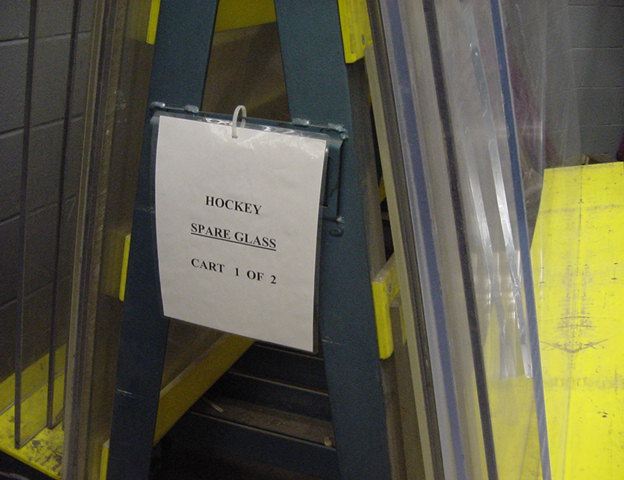 HOCKEY
SPARE GLASS
CART 1 OF 2